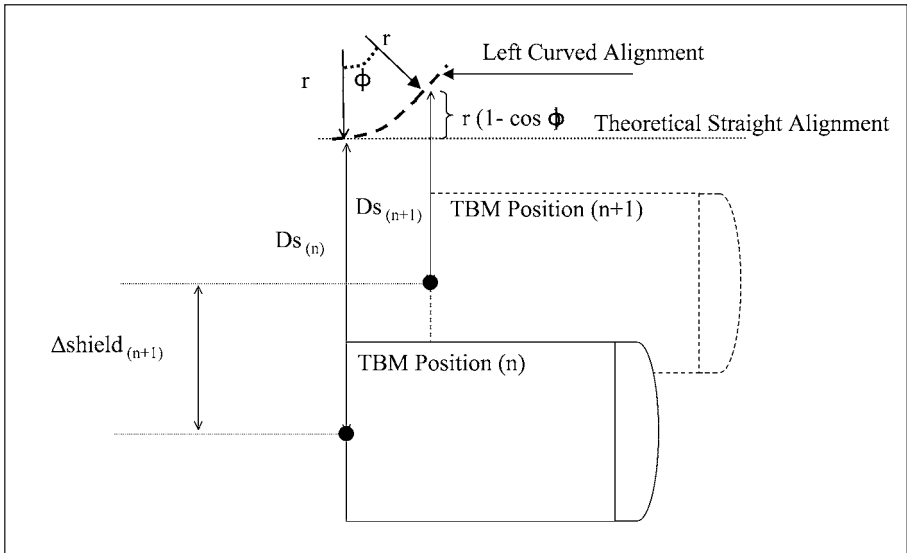 r
r
ϕ
Left Curved Alignment
r (1- cos ϕ
Theoretical Straight Alignment
Ds (n+1)
TBM Position (n+1)
Ds (n)
Δshield (n+1)
TBM Position (n)